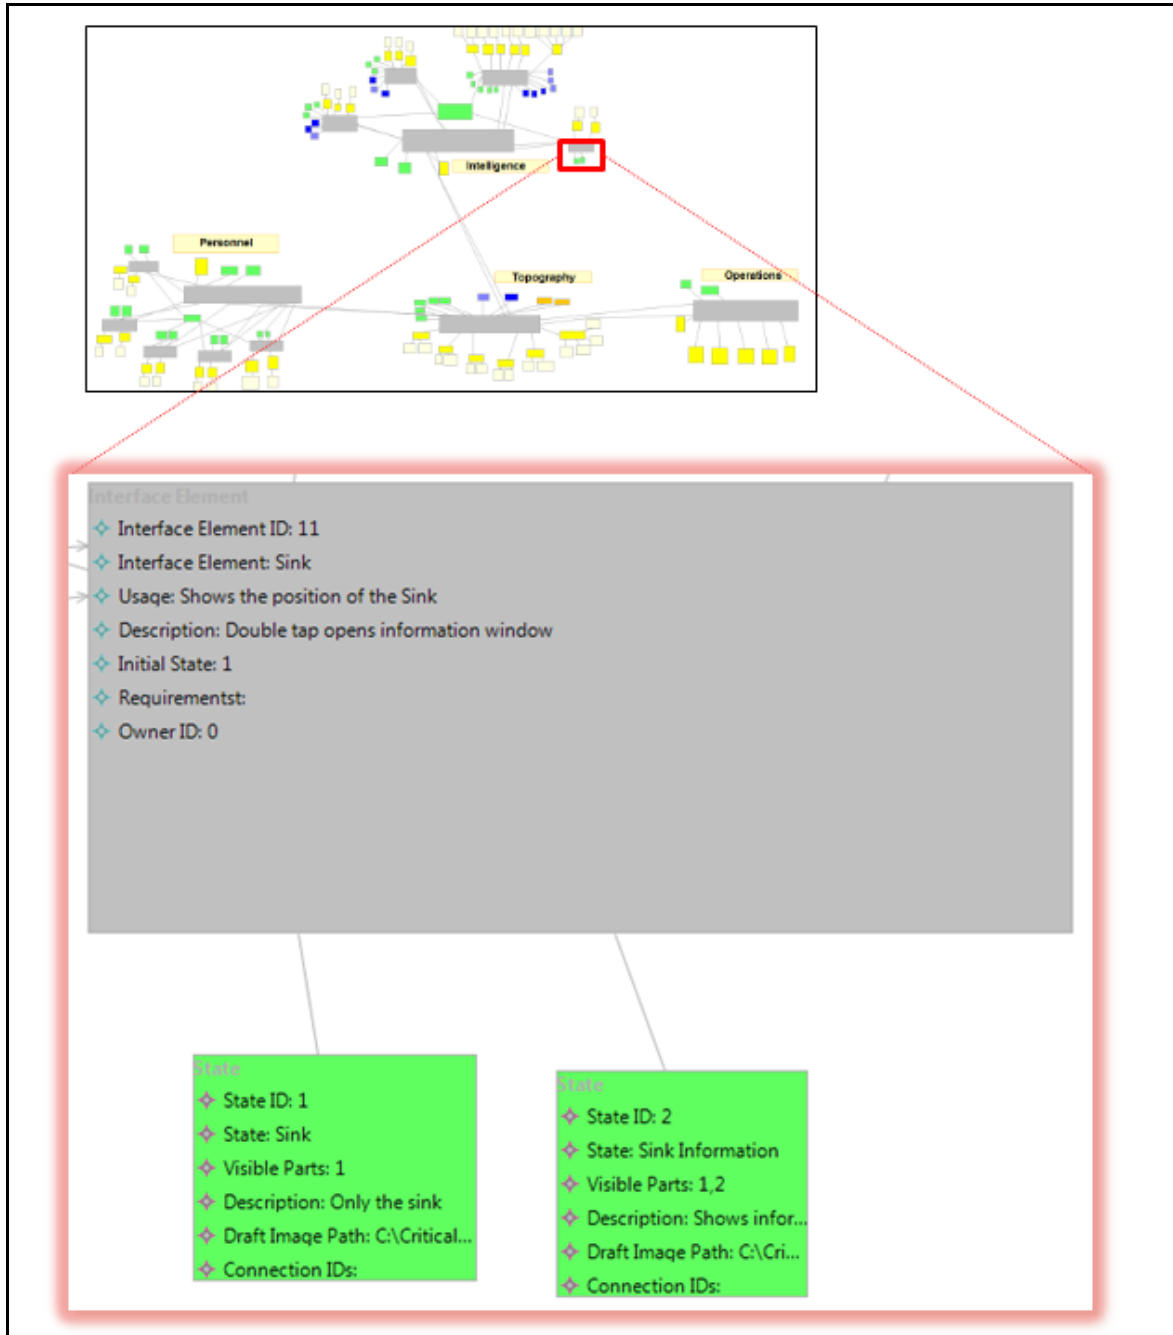 Intelligence
Personnel
Topography
Operations
Interface Element
Interface Element ID: 11
Interface Element: Sink
Usage: Shows the position of the Sink
Description: Double tap opens information window
Initial State: 1
Requirementst:
Owner ID: 0
State
State ID: 1
State: Sink
Visible Parts: 1
Description: Only the sink
Draft Image Path: C:\Critical...
Connection IDs:
State
State ID: 2
State: Sink Information
Visible Parts: 1,2
Description: Shows infor...
Draft Image Path: C:\Cri...
Connection IDs: